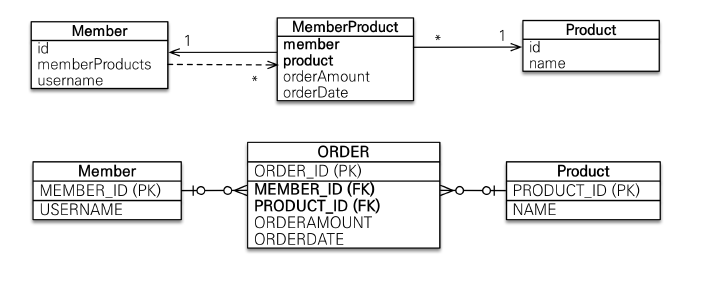 Member
id
memberProducts
username
1
*
MemberProduct
member
product
orderAmount
orderDate
*
1
Product
id
name
Member
MEMBER_ID (PK)
USERNAME
ORDER
ORDER_ID (PK)
MEMBER_ID (FK)
PRODUCT_ID (FK)
ORDERAMOUNT
ORDERDATE
Product
PRODUCT_ID (PK)
NAME